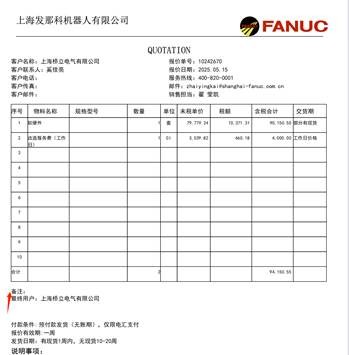 上海发那科机器人有限公司
FANUC
QUOTATION
客户名称：上海桥立电气有限公司 报价单号：10242670
客户联系人：奚佳亮 报价日期：2025.05.15
客户电话： 服务热线：400-820-0001
客户传真： 邮件：zhaiyingkai@shanghai-fanuc.com.cn
客户邮件： 销售担当：翟 莹凯
序号 物料名称 规格型号 数量 单位 未税单价 税额 含税合计 交货期
1 软硬件 1 套 79,779.24 10,371.31 90,150.55 部分有现货
2 出差服务费（工作日） 1 DI 3,539.82 460.18 4,000.00 工作日价格
3
4
5
6
7
8
9
10
合计 2 94,150.55
备注：
最终用户：上海桥立电气有限公司
付款条件：预付款发货（无账期），仅限电汇支付
报价有效期：一周
发货日期：有现货1周内，无现货10-20周
说明事项：